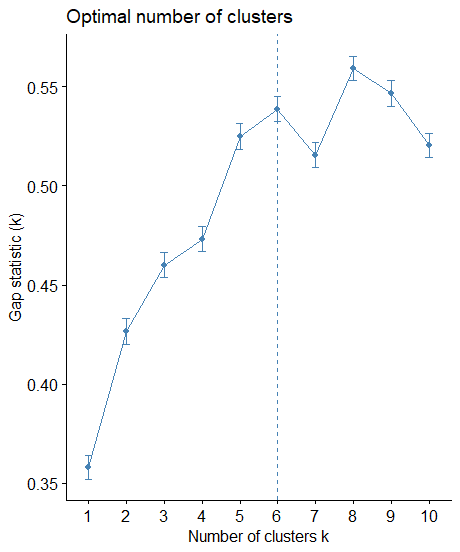 Optimal number of clusters
Gap statistic (k)
0.55
0.50
0.45
0.40
0.35
1 2 3 4 5 6 7 8 9 10
Number of clusters k